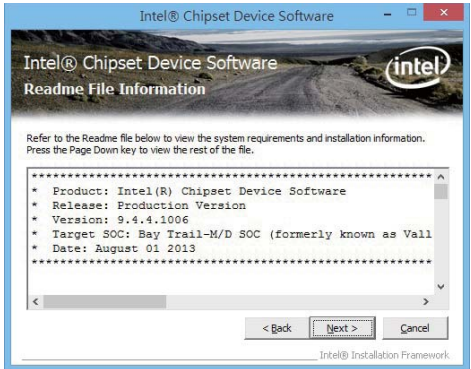 Intel® Chipset Device Software
Intel® Chipset Device Software
intel
Readme File Information
Refer to the Readme file below to view the system requirements and installation information.
Press the Page Down key to view the rest of the file.
************************************************************
* Product: Intel(R) Chipset Device Software
* Release: Production Version
* Version: 9.4.4.1006
* Target SOC: Bay Trail-M/D SOC (formerly known as Vall
* Date: August 01 2013
************************************************************
< Back Next > Cancel
Intel® Installation Framework